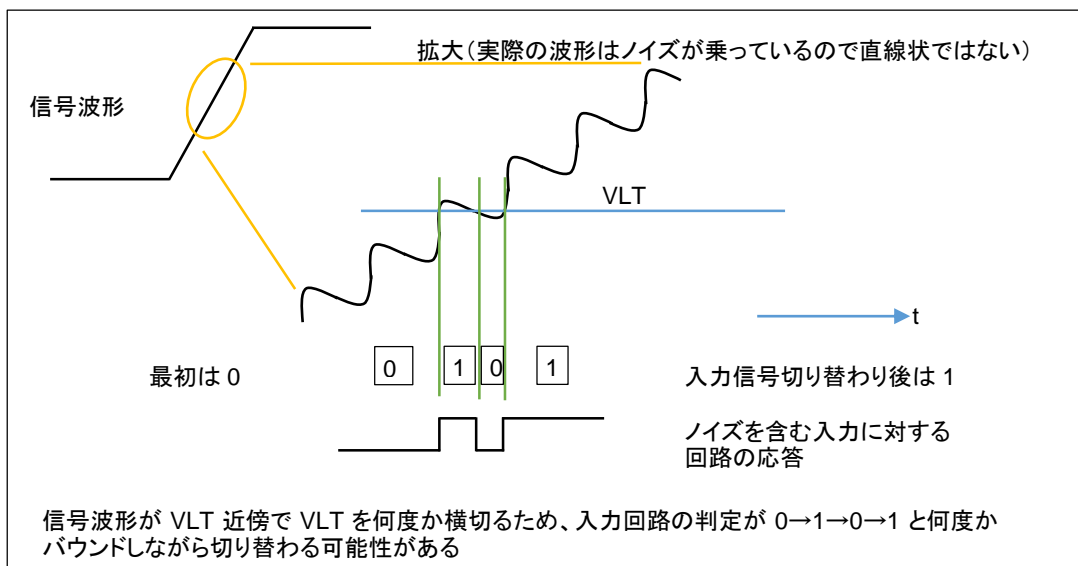 拡大（実際の波形はノイズが乗っているので直線状ではない）
信号波形
VLT
t
最初は 0
0
1
0
1
入力信号切り替わり後は 1
ノイズを含む入力に対する
回路の応答
信号波形が VLT 近傍で VLT を何度か横切るため、入力回路の判定が 0→1→0→1 と何度か
バウンドしながら切り替わる可能性がある